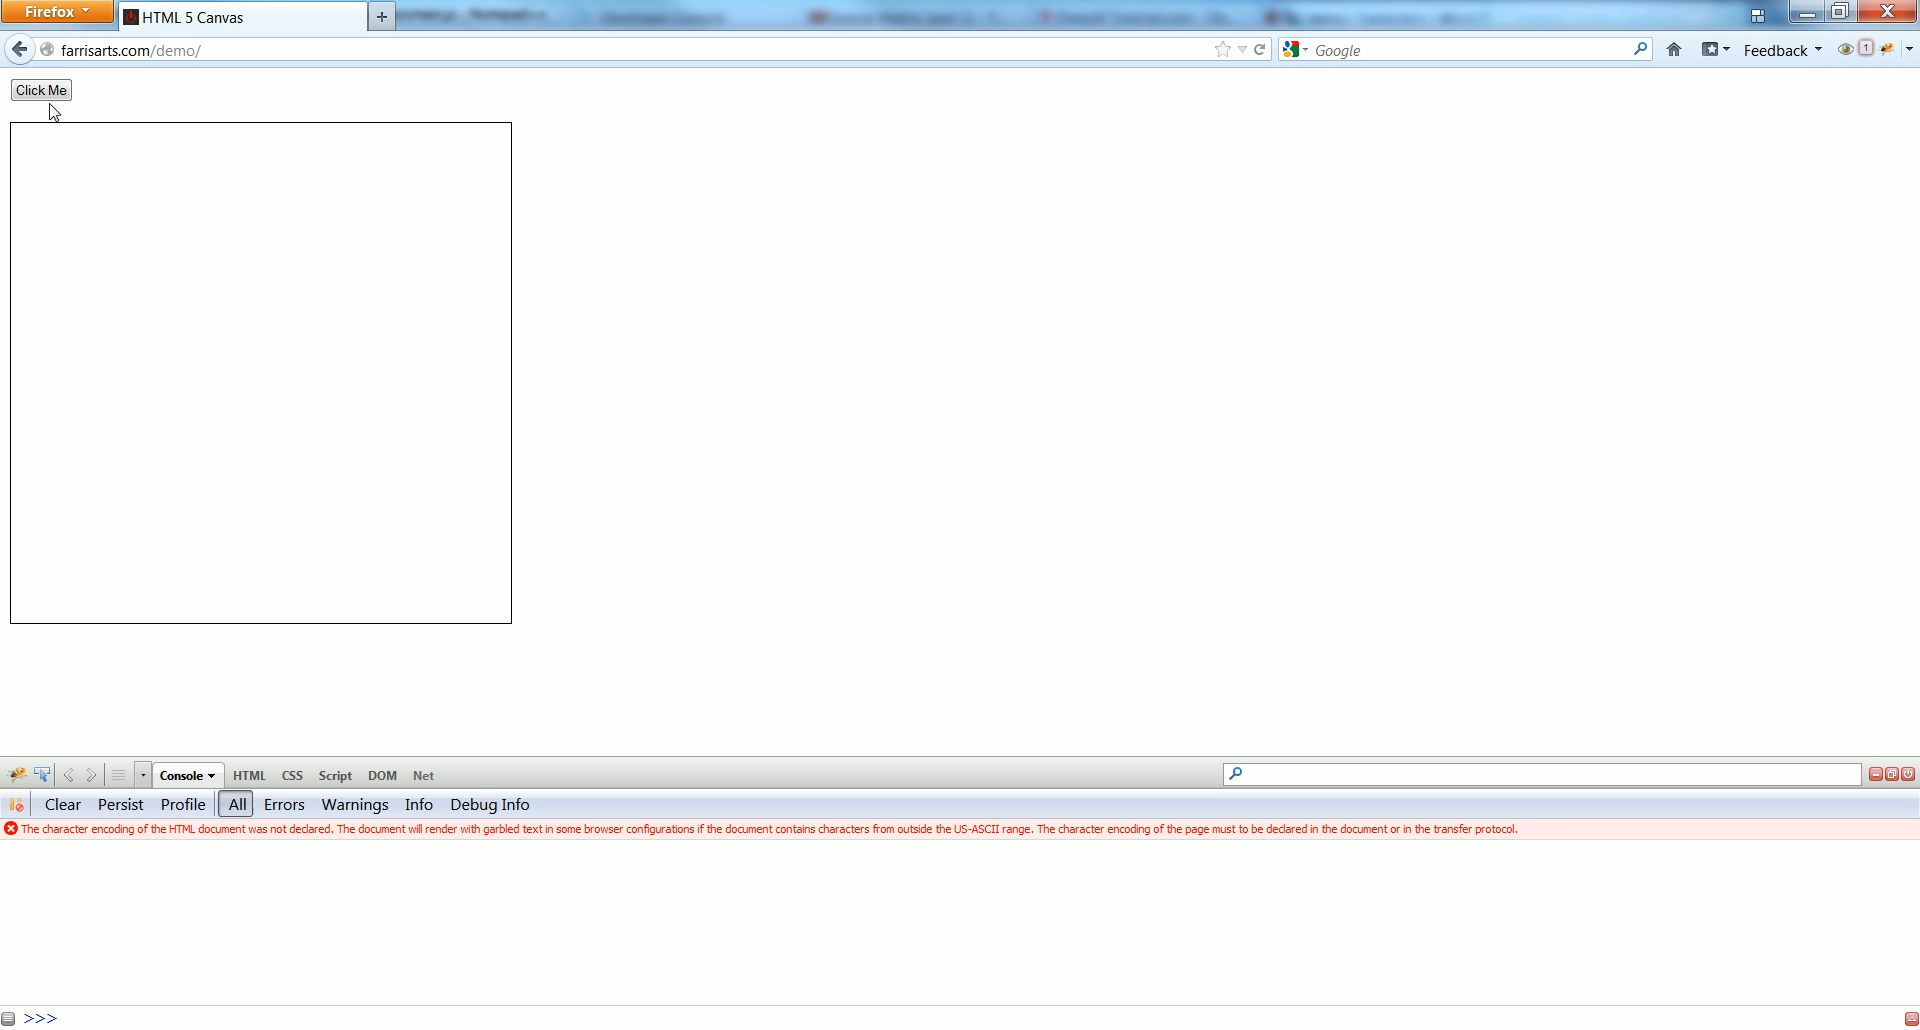 Firefox
HTML 5 Canvas
farrisarts.com/demo/
Google
Feedback
1
Click Me
Console HTML CSS Script DOM Net
Clear Persist Profile All Errors Warnings Info Debug Info
The character encoding of the HTML document was not declared. The document will render with garbled text in some browser configurations if the document contains characters from outside the US-ASCII range. The character encoding of the page must to be declared in the document or in the transfer protocol.
>>>